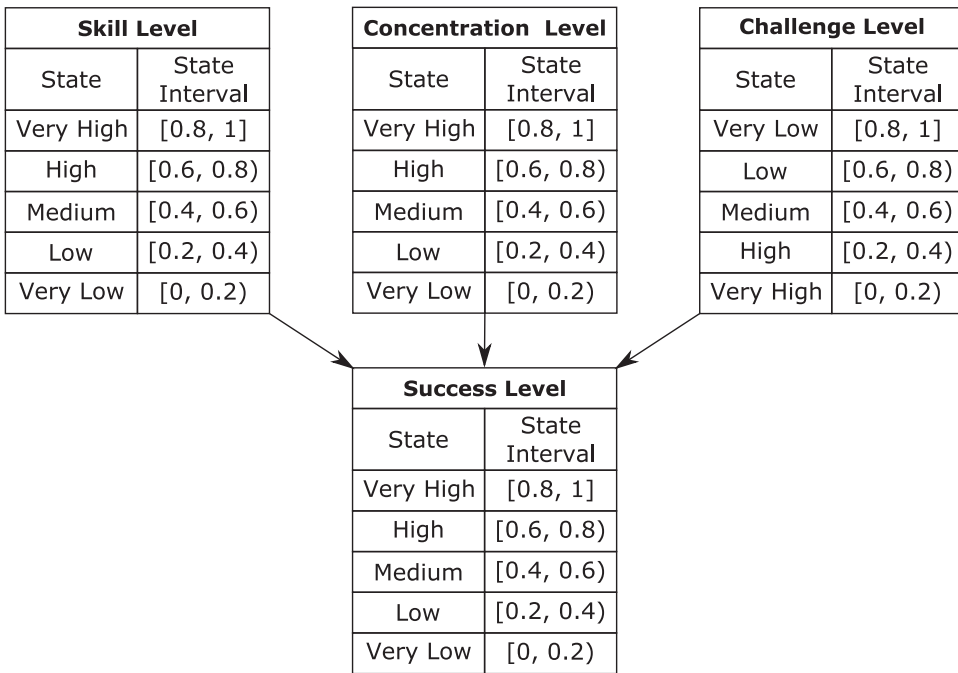 Skill Level
State State Interval
Very High [0.8, 1]
High [0.6, 0.8)
Medium [0.4, 0.6)
Low [0.2, 0.4)
Very Low [0, 0.2)
Concentration Level
State State Interval
Very High [0.8, 1]
High [0.6, 0.8)
Medium [0.4, 0.6)
Low [0.2, 0.4)
Very Low [0, 0.2)
Challenge Level
State State Interval
Very Low [0.8, 1]
Low [0.6, 0.8)
Medium [0.4, 0.6)
High [0.2, 0.4)
Very High [0, 0.2)
Success Level
State State Interval
Very High [0.8, 1]
High [0.6, 0.8)
Medium [0.4, 0.6)
Low [0.2, 0.4)
Very Low [0, 0.2)